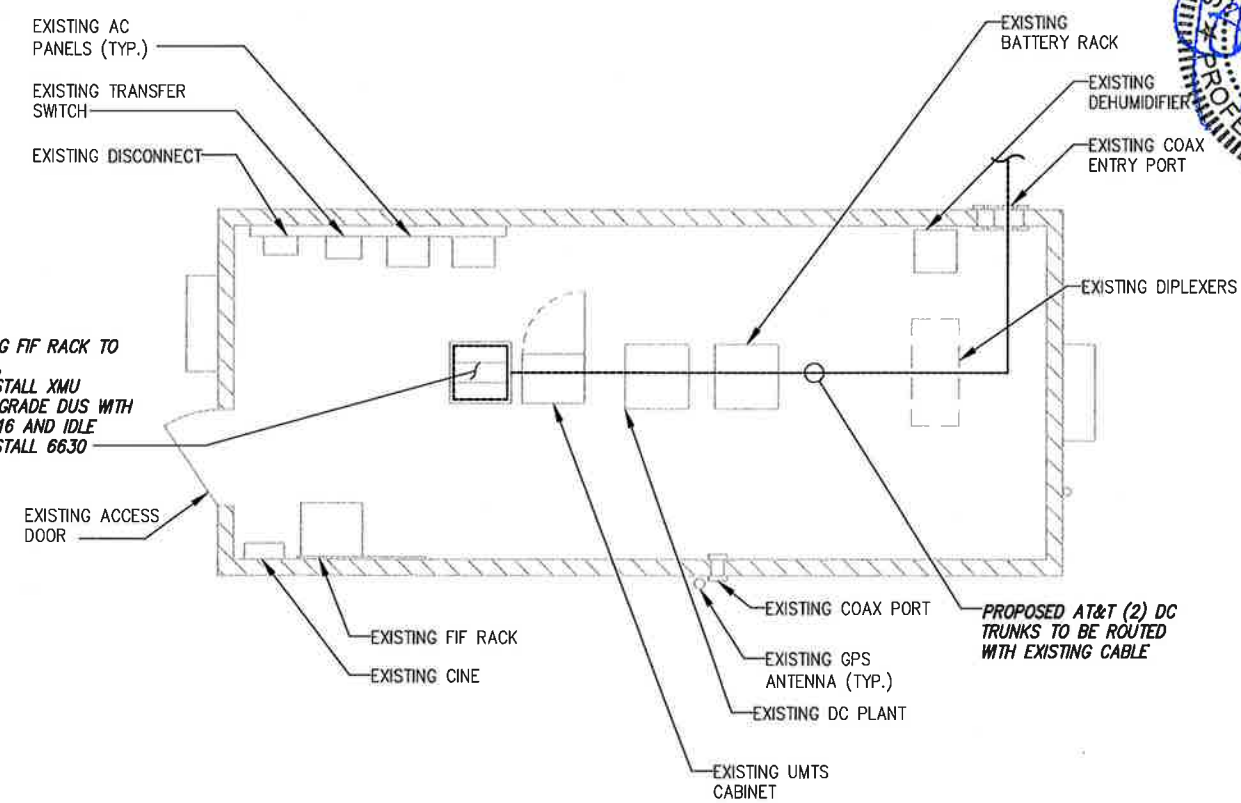 EXISTING AC
PANELS (TYP.)
EXISTING TRANSFER
SWITCH
EXISTING DISCONNECT
EXISTING
BATTERY RACK
EXISTING
DEHUMIDIFIER
EXISTING COAX
ENTRY PORT
PROFE
EXISTING DIPLEXERS
G FIF RACK TO
STALL XMU
GRADE DUS WITH
16 AND IDLE
STALL 6630
EXISTING ACCESS
DOOR
EXISTING FIF RACK
EXISTING CINE
EXISTING COAX PORT
EXISTING GPS
ANTENNA (TYP.)
EXISTING DC PLANT
EXISTING UMTS
CABINET
PROPOSED AT&T (2) DC
TRUNKS TO BE ROUTED
WITH EXISTING CABLE